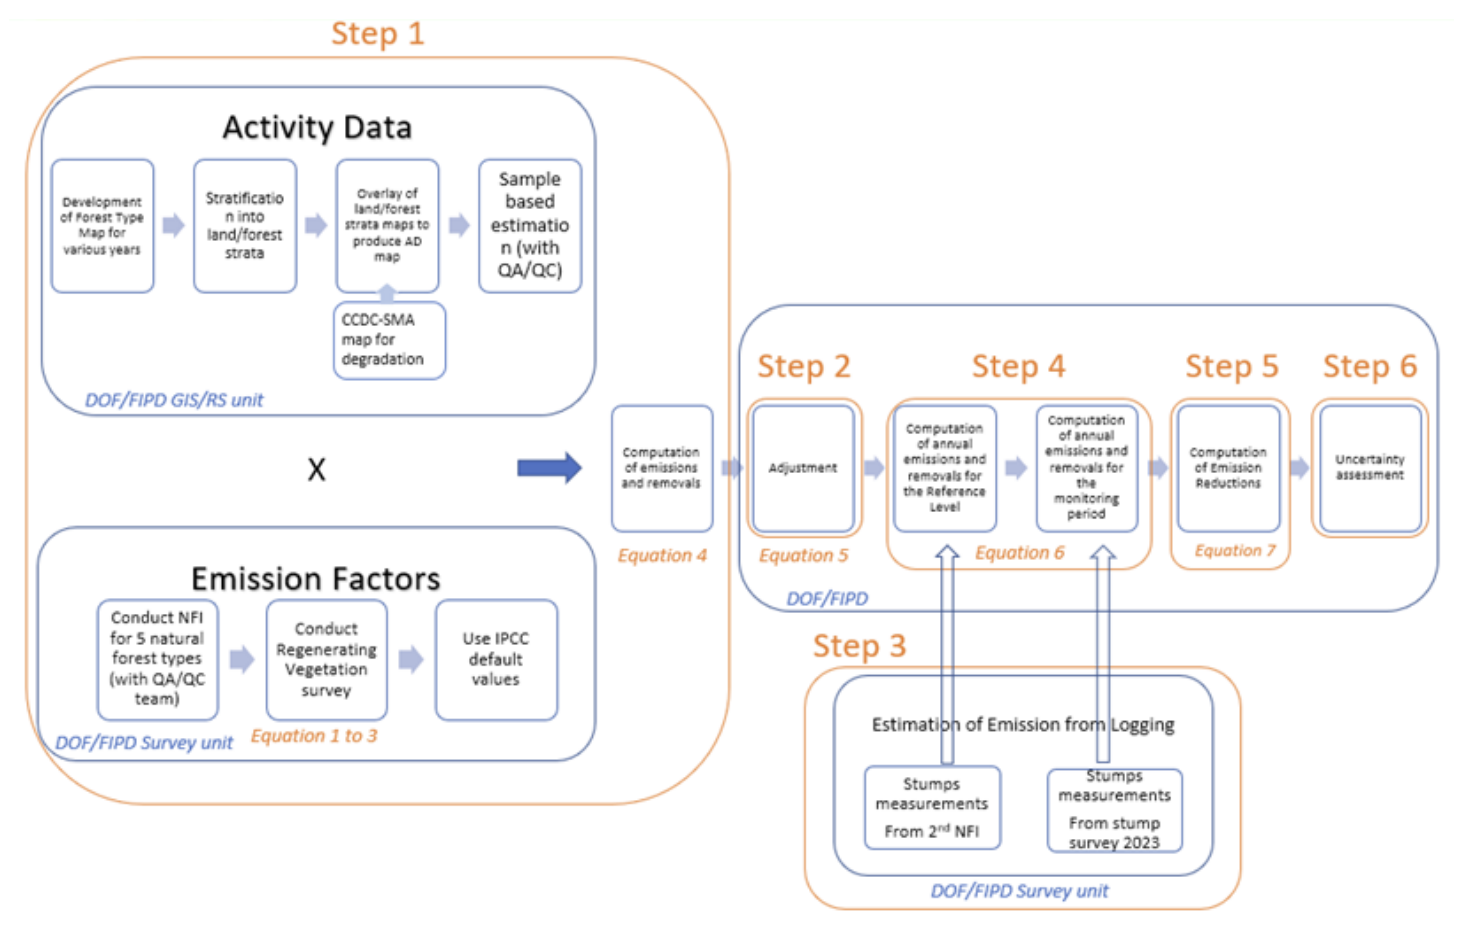 Step 1
Activity Data
Development
of Forest Type
Map for
various years
Stratificatio
n into
land/forest
strata
Overlay of
land/forest
strata maps to
produce AD
map
Sample
based
estimatio
n (with
QA/QC)
CCDC-SMA
map for
degradation
DOF/FIPD GIS/RS unit
X
Emission Factors
Conduct NFI
for 5 natural
forest types
(with QA/QC
team)
Conduct
Regenerating
Vegetation
survey
Use IPCC
default
values
DOF/FIPD Survey unit
Equation 1 to 3
Computation
of emissions
and removals
Equation 4
Step 2
Adjustment
Equation 5
Step 4
Computation
of annual
emissions and
removals for
the Reference
Level
Computation
of annual
emissions and
removals for
the
monitoring
period
Equation 6
Step 5
Computation
of Emission
Reductions
Equation 7
Step 6
Uncertainty
assessment
DOF/FIPD
Step 3
Estimation of Emission from Logging
Stumps
measurements
From 2nd NFI
Stumps
measurements
From stump
survey 2023
DOF/FIPD Survey unit